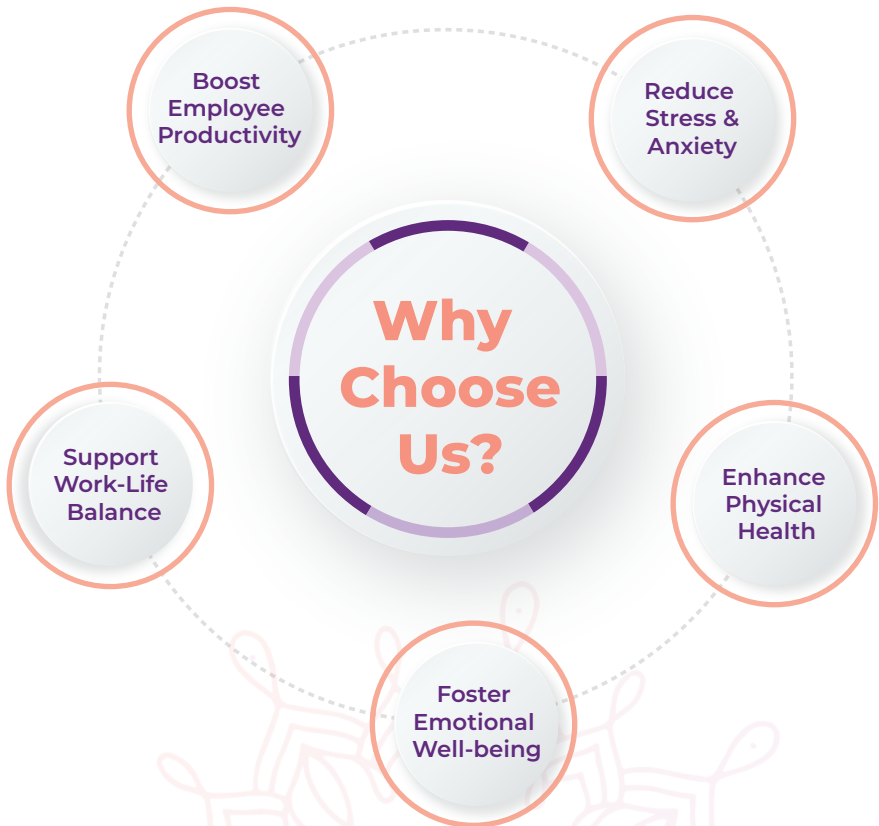 Boost
Employee
Productivity
Reduce
Stress &
Anxiety
Why
Choose
Us?
Support
Work-Life
Balance
Enhance
Physical
Health
Foster
Emotional
Well-being